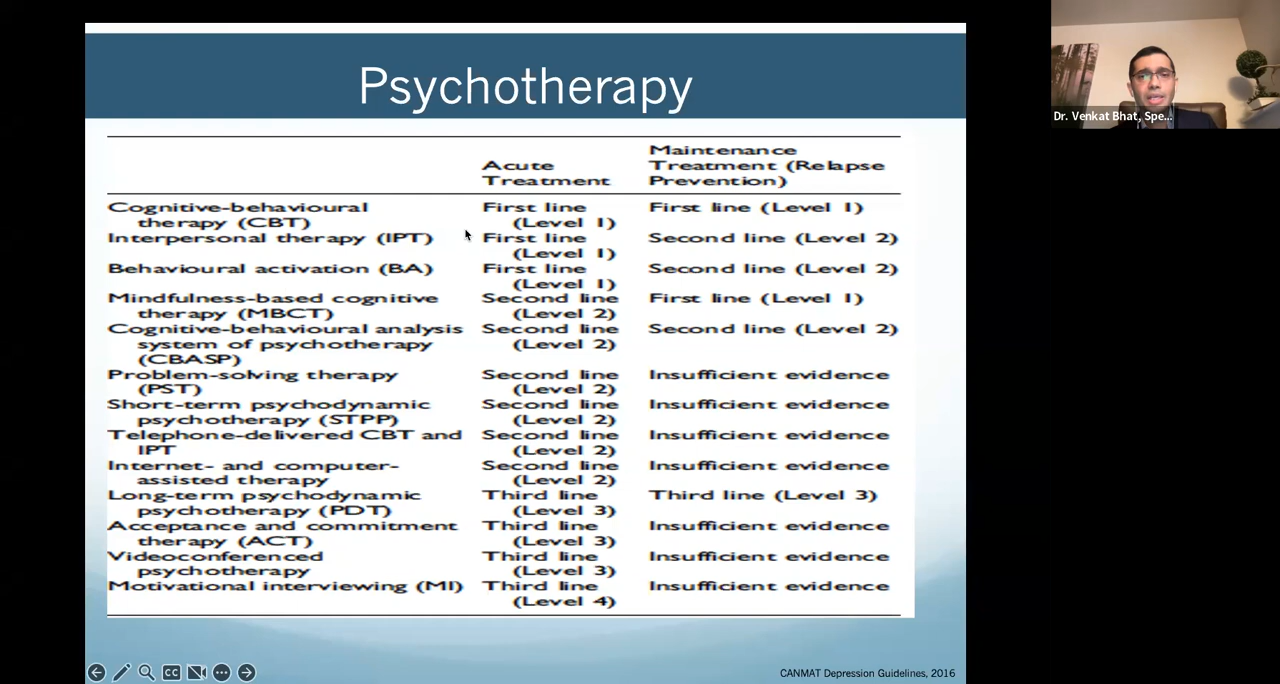 Psychotherapy
Dr. Venkat Bhat, Spe...
Acute Treatment
Maintenance Treatment (Relapse Prevention)
Cognitive-behavioural therapy (CBT) First line (Level 1) First line (Level 1)
Interpersonal therapy (IPT) First line (Level 1) Second line (Level 2)
Behavioural activation (BA) First line (Level 1) Second line (Level 2)
Mindfulness-based cognitive therapy (MBCT) Second line (Level 2) First line (Level 1)
Cognitive-behavioural analysis system of psychotherapy (CBASP) Second line (Level 2) Second line (Level 2)
Problem-solving therapy (PST) Second line (Level 2) Insufficient evidence
Short-term psychodynamic psychotherapy (STPP) Second line (Level 2) Insufficient evidence
Telephone-delivered CBT and IPT Second line (Level 2) Insufficient evidence
Internet- and computer-assisted therapy Second line (Level 2) Insufficient evidence
Long-term psychodynamic psychotherapy (PDT) Third line (Level 3) Third line (Level 3)
Acceptance and commitment therapy (ACT) Third line (Level 3) Insufficient evidence
Videoconferenced psychotherapy Third line (Level 3) Insufficient evidence
Motivational interviewing (MI) Third line (Level 4) Insufficient evidence
CC
CANMAT Depression Guidelines, 2016